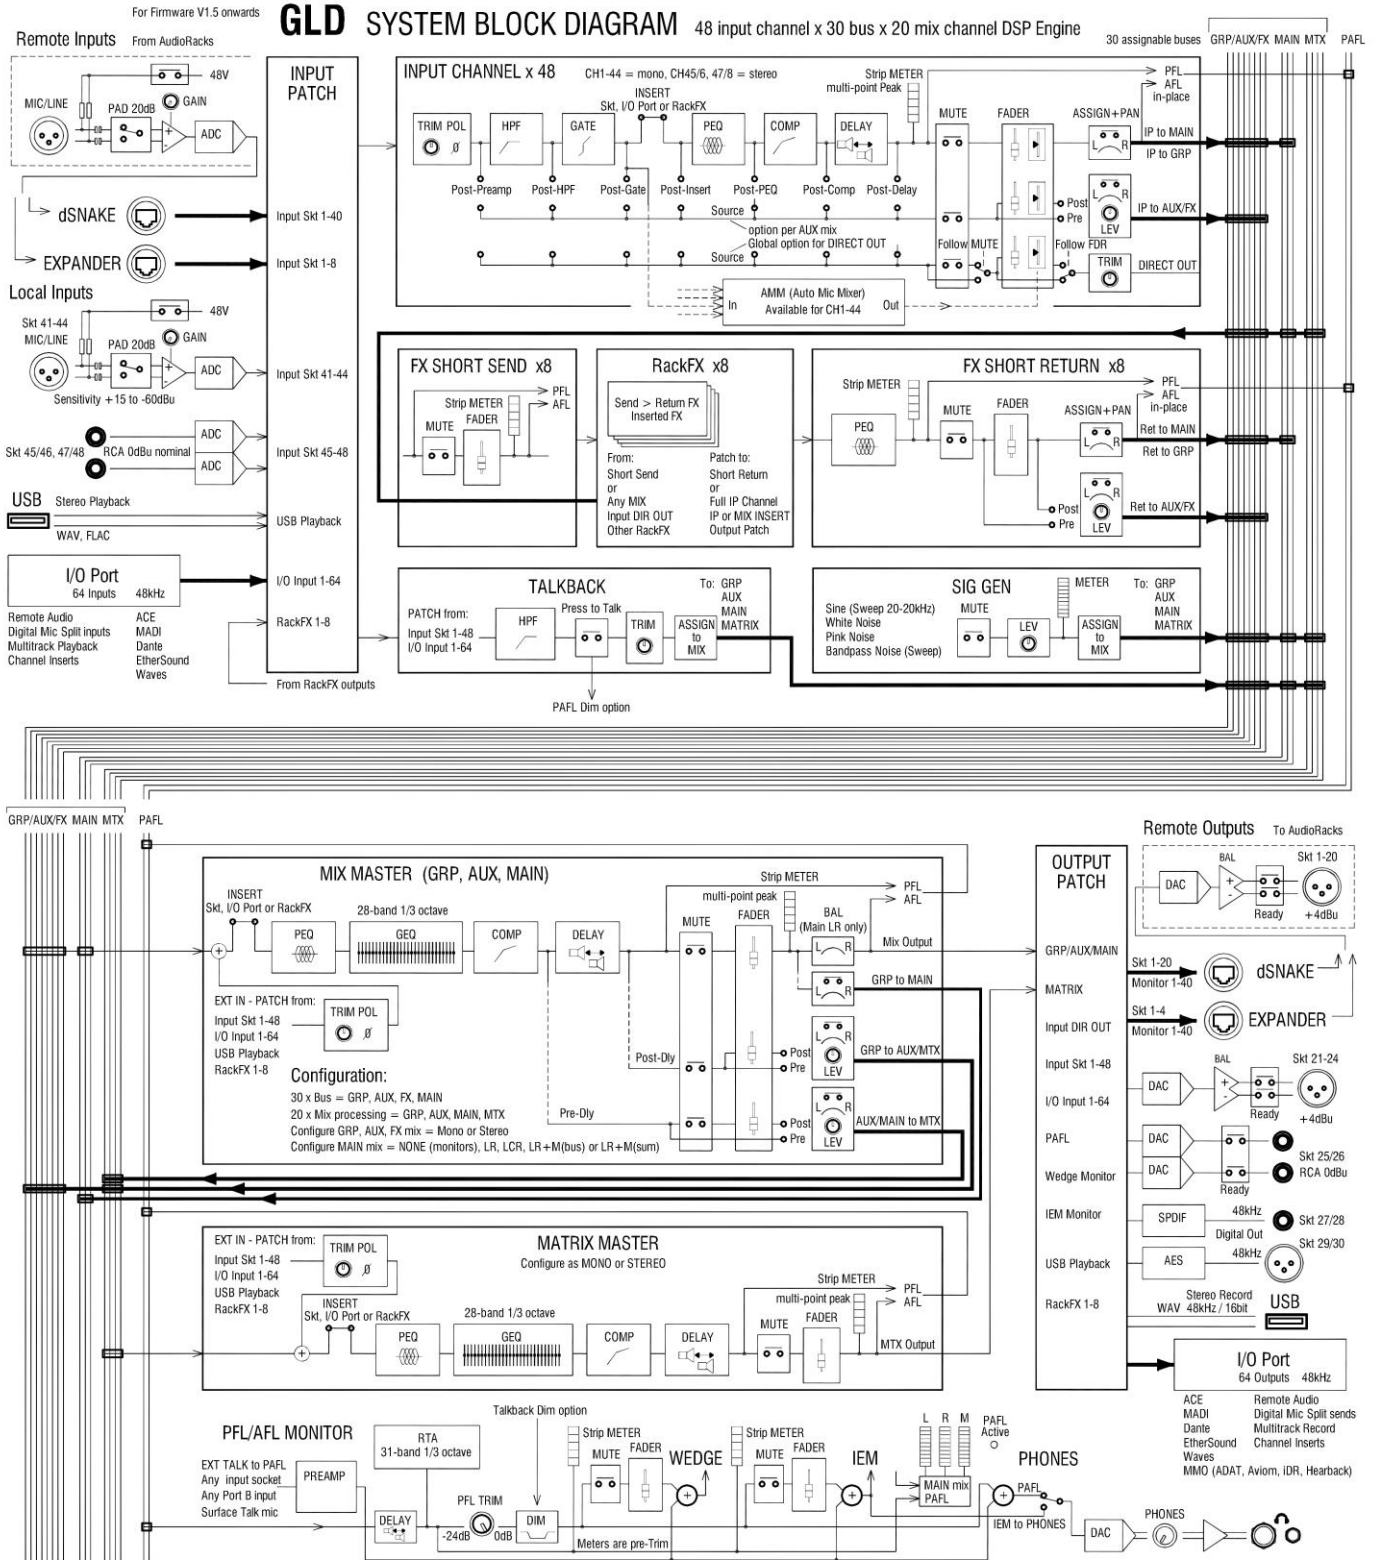 For Firmware V1.5 onwards
GLD SYSTEM BLOCK DIAGRAM 48 input channel x 30 bus x 20 mix channel DSP Engine
30 assignable buses GRP/AUX/FX MAIN MTX PAFL
Remote Inputs From AudioRacks
48V
MIC/LINE
PAD 20dB
GAIN
ADC
dSNAKE
EXPANDER
Local Inputs
48V
Skt 41-44
MIC/LINE
PAD 20dB
GAIN
ADC
Sensitivity +15 to -60dBu
ADC
Skt 45/46, 47/48 RCA 0dBu nominal
ADC
USB Stereo Playback
WAV, FLAC
I/O Port
64 Inputs 48kHz
Remote Audio ACE
Digital Mic Split inputs MADI
Multitrack Playback Dante
Channel Inserts EtherSound
Waves
INPUT
PATCH
Input Skt 1-40
Input Skt 1-8
Input Skt 41-44
Input Skt 45-48
USB Playback
I/O Input 1-64
RackFX 1-8
From RackFX outputs
INPUT CHANNEL x 48 CH1-44 = mono, CH45/6, 47/8 = stereo
INSERT
Skt, I/O Port or RackFX
Strip METER
multi-point Peak
PFL
AFL
in-place
TRIM POL
HPF
GATE
PEQ
COMP
DELAY
MUTE
FADER
ASSIGN+PAN
L R
IP to MAIN
IP to GRP
Post-Preamp Post-HPF Post-Gate Post-Insert Post-PEQ Post-Comp Post-Delay
Source
option per AUX mix
Global option for DIRECT OUT
Source
Post
Pre
L R
LEV
IP to AUX/FX
Follow MUTE
Follow FDR
TRIM
DIRECT OUT
AMM (Auto Mic Mixer)
In Available for CH1-44 Out
FX SHORT SEND x8
PFL
AFL
Strip METER
MUTE FADER
RackFX x8
Send > Return FX
Inserted FX
From: Patch to:
Short Send Short Return
or or
Any MIX Full IP Channel
Input DIR OUT IP or MIX INSERT
Other RackFX Output Patch
FX SHORT RETURN x8
Strip METER
PFL
AFL
in-place
PEQ
MUTE
FADER
ASSIGN+PAN
L R
Ret to MAIN
Ret to GRP
Post
Pre
L R
LEV
Ret to AUX/FX
TALKBACK
To: GRP
AUX
MAIN
MATRIX
PATCH from:
Input Skt 1-48
I/O Input 1-64
HPF
Press to Talk
TRIM
ASSIGN
to
MIX
PAFL Dim option
SIG GEN
METER
To: GRP
AUX
MAIN
MATRIX
Sine (Sweep 20-20kHz)
White Noise
Pink Noise
Bandpass Noise (Sweep)
MUTE
LEV
ASSIGN
to
MIX
GRP/AUX/FX MAIN MTX PAFL
MIX MASTER (GRP, AUX, MAIN)
Strip METER
multi-point peak
PFL
AFL
INSERT
Skt, I/O Port or RackFX
PEQ
28-band 1/3 octave
GEQ
COMP
DELAY
MUTE
FADER
BAL
(Main LR only)
L R
Mix Output
L R
GRP to MAIN
EXT IN - PATCH from:
Input Skt 1-48
I/O Input 1-64
USB Playback
RackFX 1-8
TRIM POL
Post-Dly
Post
Pre
L R
LEV
GRP to AUX/MTX
Pre-Dly
Post
Pre
L R
LEV
AUX/MAIN to MTX
Configuration:
30 x Bus = GRP, AUX, FX, MAIN
20 x Mix processing = GRP, AUX, MAIN, MTX
Configure GRP, AUX, FX mix = Mono or Stereo
Configure MAIN mix = NONE (monitors), LR, LCR, LR+M(bus) or LR+M(sum)
EXT IN - PATCH from:
Input Skt 1-48
I/O Input 1-64
USB Playback
RackFX 1-8
TRIM POL
MATRIX MASTER
Configure as MONO or STEREO
INSERT
Skt, I/O Port or RackFX
PEQ
28-band 1/3 octave
GEQ
COMP
DELAY
MUTE
FADER
Strip METER
multi-point peak
PFL
AFL
MTX Output
OUTPUT
PATCH
GRP/AUX/MAIN
MATRIX
Input DIR OUT
Input Skt 1-48
I/O Input 1-64
PAFL
Wedge Monitor
IEM Monitor
USB Playback
RackFX 1-8
Remote Outputs To AudioRacks
DAC
BAL
Ready
Skt 1-20
+4dBu
Skt 1-20
Monitor 1-40
dSNAKE
Skt 1-4
Monitor 1-40
EXPANDER
DAC
BAL
Ready
Skt 21-24
+4dBu
DAC
DAC
Ready
Skt 25/26
RCA 0dBu
SPDIF
48kHz
Digital Out
Skt 27/28
AES
48kHz
Skt 29/30
Stereo Record
WAV 48kHz / 16bit
USB
I/O Port
64 Outputs 48kHz
ACE Remote Audio
MADI Digital Mic Split sends
Dante Multitrack Record
EtherSound Channel Inserts
Waves
MMO (ADAT, Aviom, iDR, Hearback)
PFL/AFL MONITOR
EXT TALK to PAFL
Any input socket
Any Port B input
Surface Talk mic
PREAMP
RTA
31-band 1/3 octave
DELAY
PFL TRIM
-24dB 0dB
Talkback Dim option
DIM
Strip METER
MUTE FADER
WEDGE
Meters are pre-Trim
Strip METER
MUTE FADER
IEM
L R M
MAIN mix
PAFL
PAFL
Active
PHONES
PAFL
IEM to PHONES
DAC
PHONES